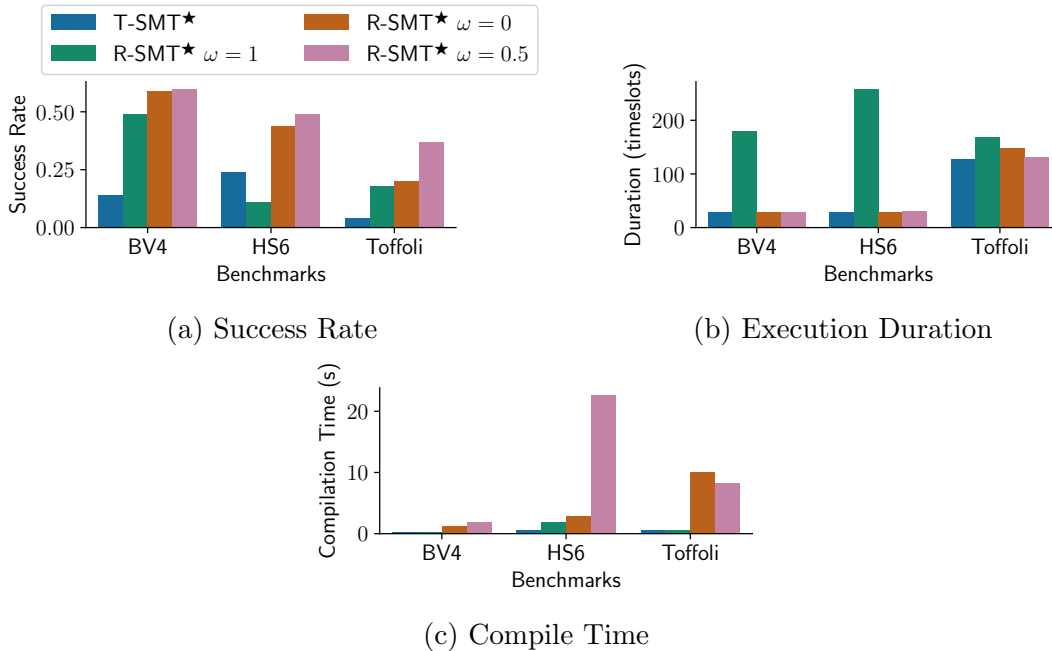 T-SMT★ R-SMT★ ω = 0
R-SMT★ ω = 1 R-SMT★ ω = 0.5
Success Rate
0.50
0.25
0.00
BV4 HS6 Toffoli
Benchmarks
(a) Success Rate
Duration (timeslots)
200
100
0
BV4 HS6 Toffoli
Benchmarks
(b) Execution Duration
Compilation Time (s)
20
10
0
BV4 HS6 Toffoli
Benchmarks
(c) Compile Time